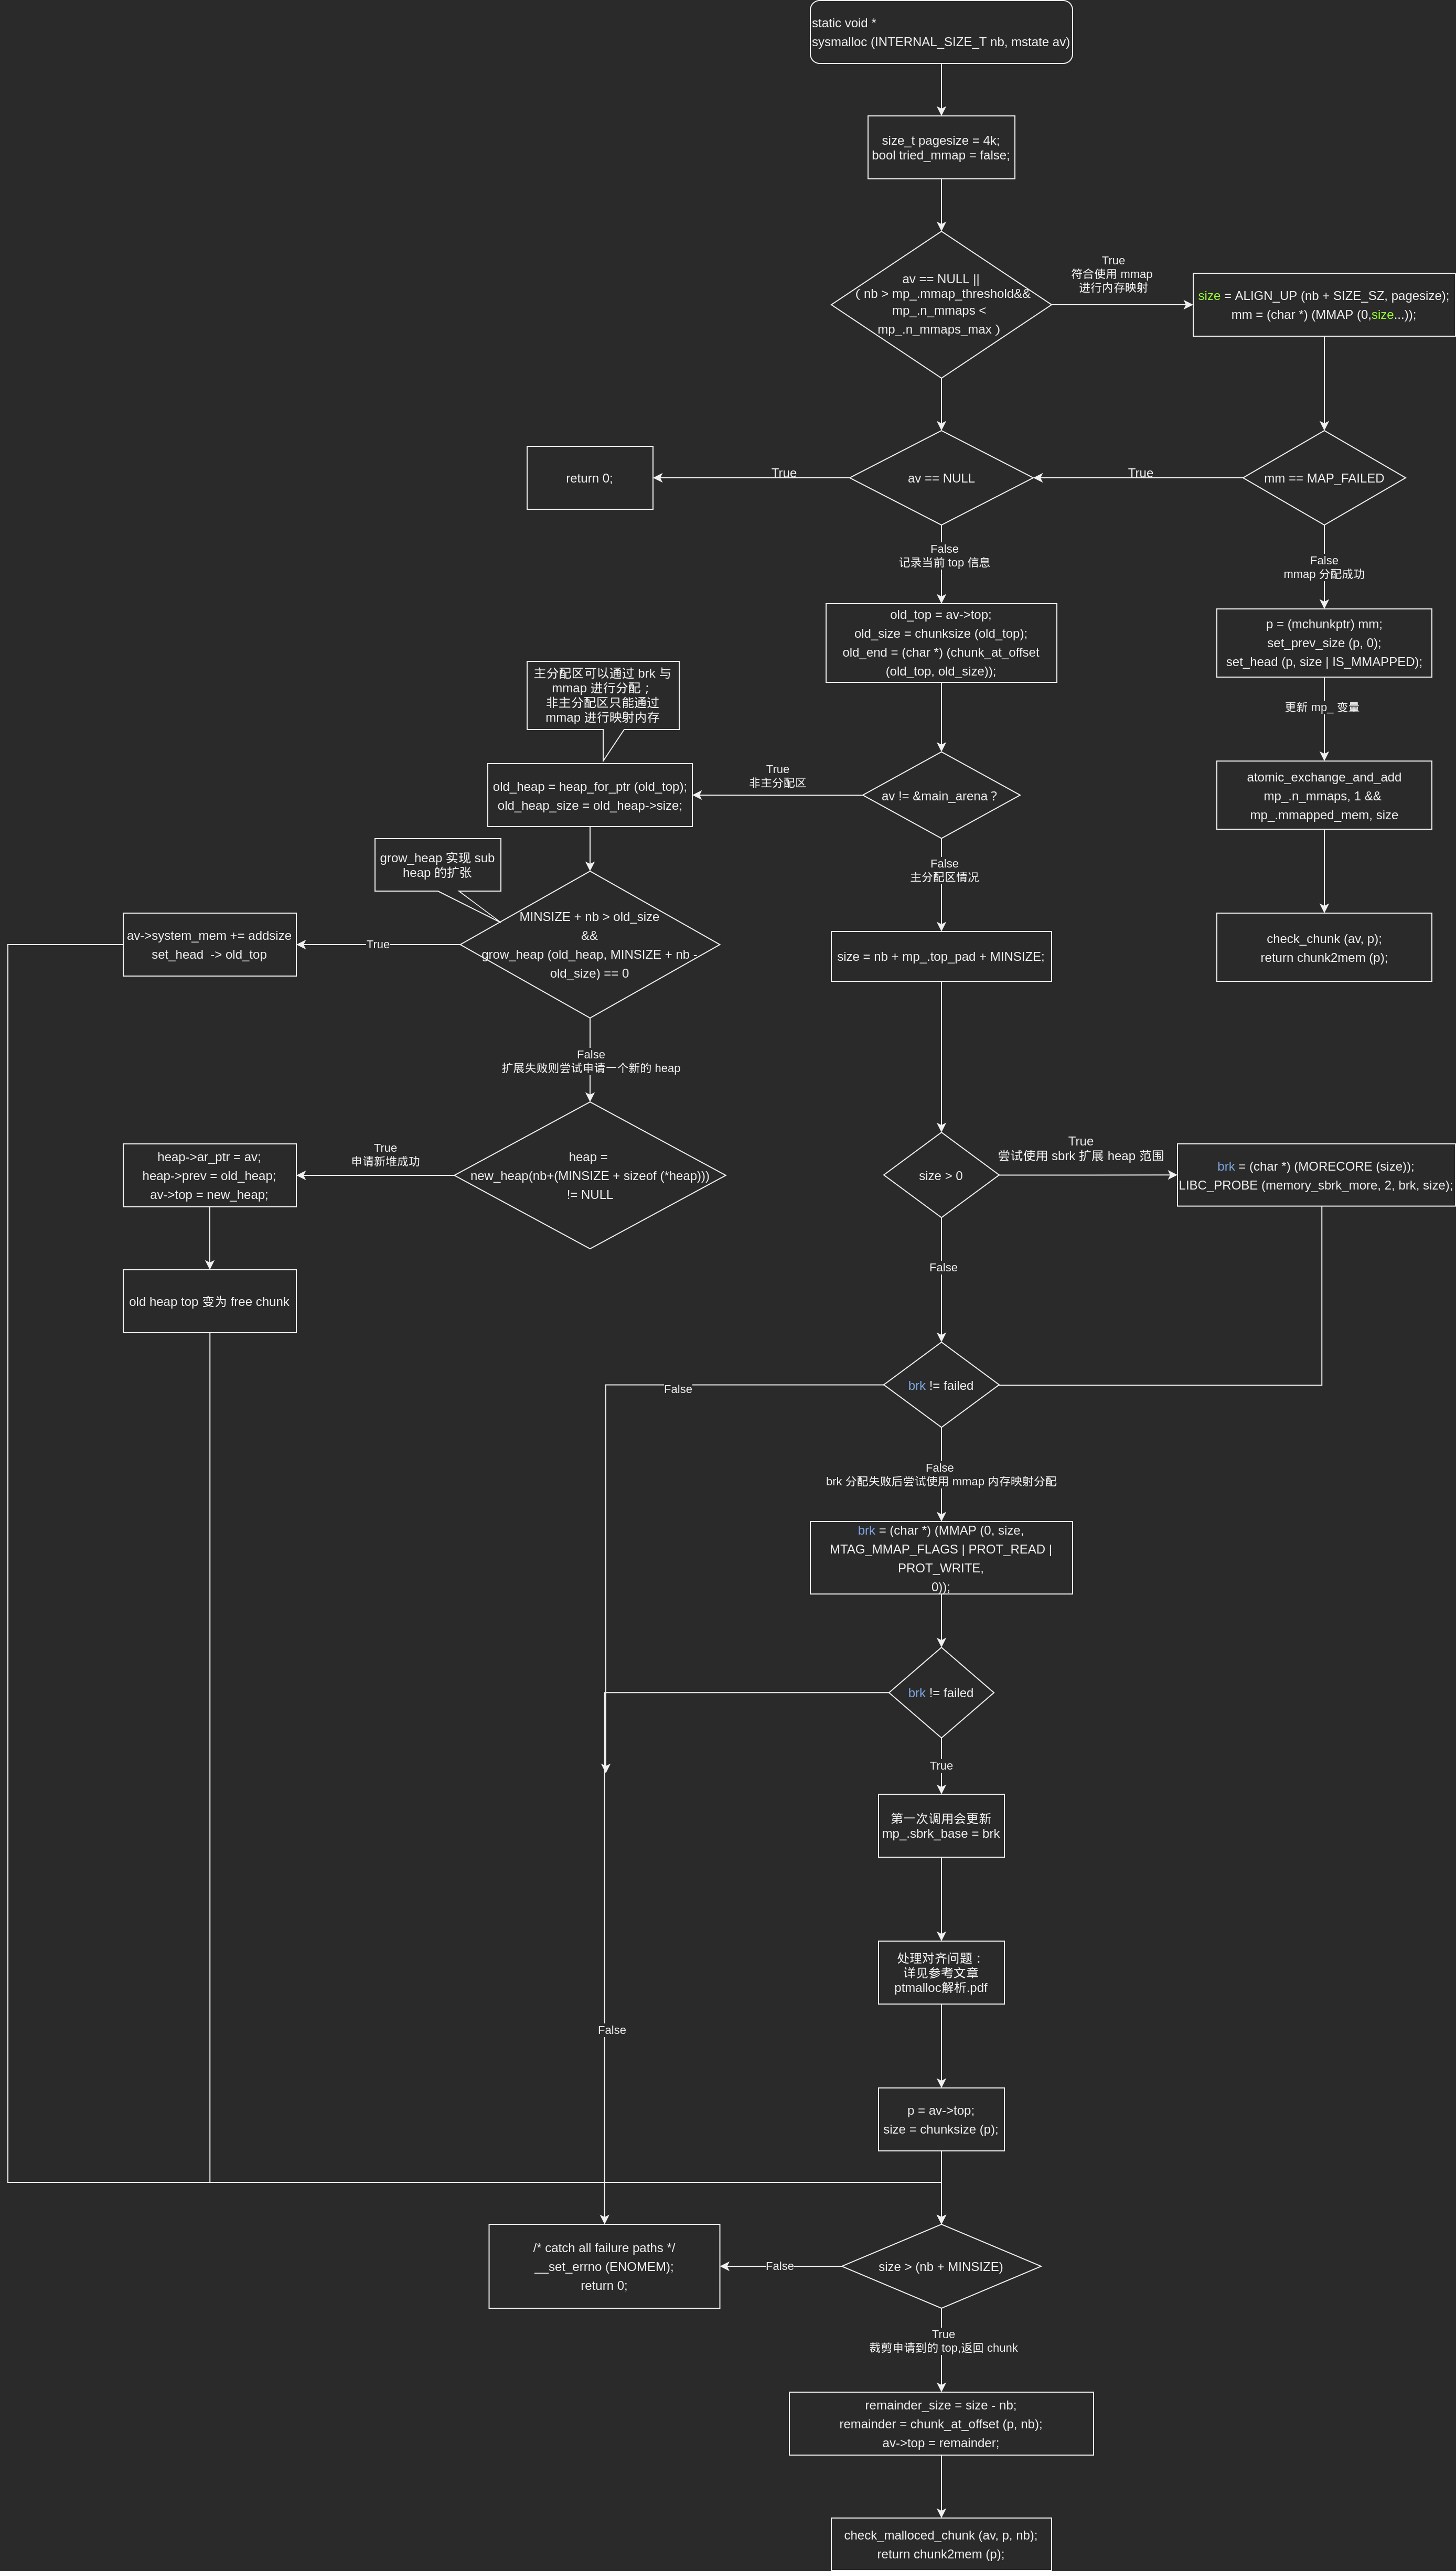 static void *
sysmalloc (INTERNAL_SIZE_T nb, mstate av)
size_t pagesize = 4k;
bool tried_mmap = false;
av == NULL ||
( nb > mp_.mmap_threshold&&
mp_.n_mmaps <
mp_.n_mmaps_max )
True
符合使用 mmap
进行内存映射
size = ALIGN_UP (nb + SIZE_SZ, pagesize);
mm = (char *) (MMAP (0,size...));
return 0;
True
av == NULL
True
mm == MAP_FAILED
False
记录当前 top 信息
False
mmap 分配成功
old_top = av->top;
old_size = chunksize (old_top);
old_end = (char *) (chunk_at_offset
(old_top, old_size));
p = (mchunkptr) mm;
set_prev_size (p, 0);
set_head (p, size | IS_MMAPPED);
主分配区可以通过 brk 与
mmap 进行分配；
非主分配区只能通过
mmap 进行映射内存
更新 mp_ 变量
old_heap = heap_for_ptr (old_top);
old_heap_size = old_heap->size;
True
非主分配区
av != &main_arena？
atomic_exchange_and_add
mp_.n_mmaps, 1 &&
mp_.mmapped_mem, size
grow_heap 实现 sub
heap 的扩张
False
主分配区情况
av->system_mem += addsize
set_head  -> old_top
True
MINSIZE + nb > old_size
&&
grow_heap (old_heap, MINSIZE + nb -
old_size) == 0
size = nb + mp_.top_pad + MINSIZE;
check_chunk (av, p);
return chunk2mem (p);
False
扩展失败则尝试申请一个新的 heap
heap->ar_ptr = av;
heap->prev = old_heap;
av->top = new_heap;
True
申请新堆成功
heap =
new_heap(nb+(MINSIZE + sizeof (*heap)))
!= NULL
size > 0
True
尝试使用 sbrk 扩展 heap 范围
brk = (char *) (MORECORE (size));
LIBC_PROBE (memory_sbrk_more, 2, brk, size);
False
old heap top 变为 free chunk
False
brk != failed
False
brk 分配失败后尝试使用 mmap 内存映射分配
brk = (char *) (MMAP (0, size,
MTAG_MMAP_FLAGS | PROT_READ |
PROT_WRITE,
0));
brk != failed
True
第一次调用会更新
mp_.sbrk_base = brk
处理对齐问题：
详见参考文章
ptmalloc解析.pdf
False
p = av->top;
size = chunksize (p);
/* catch all failure paths */
__set_errno (ENOMEM);
return 0;
False
size > (nb + MINSIZE)
True
裁剪申请到的 top,返回 chunk
remainder_size = size - nb;
remainder = chunk_at_offset (p, nb);
av->top = remainder;
check_malloced_chunk (av, p, nb);
return chunk2mem (p);